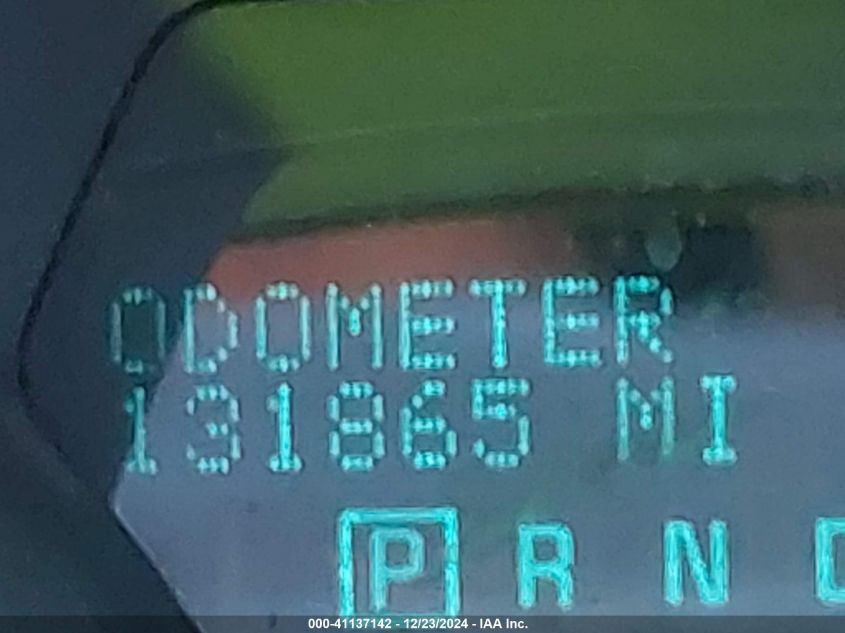 ODOMETER
131865 MI
P R N
000-41137142 - 12/23/2024 - IAA Inc.